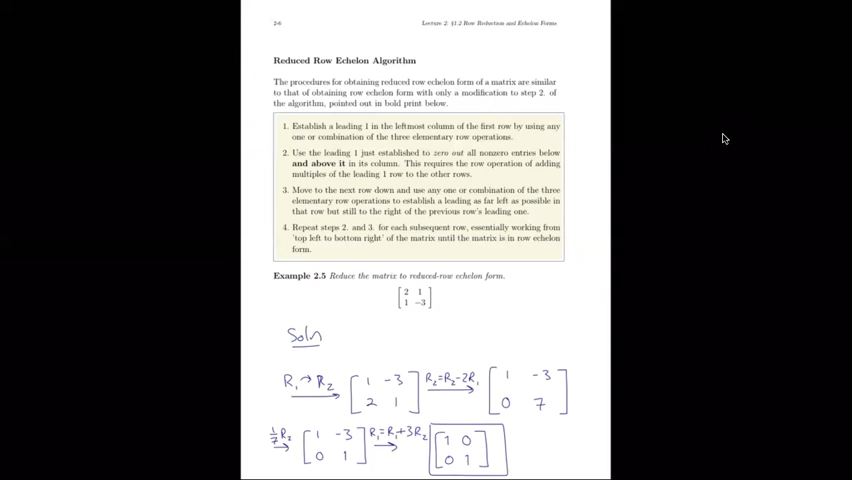 2-6 Lecture 2: §1.2 Row Reduction and Echelon Forms
Reduced Row Echelon Algorithm
The procedures for obtaining reduced row echelon form of a matrix are similar
to that of obtaining row echelon form with only a modification to step 2. of
the algorithm, pointed out in bold print below.
1. Establish a leading 1 in the leftmost column of the first row by using any
one or combination of the three elementary row operations.
2. Use the leading 1 just established to zero out all nonzero entries below
and above it in its column. This requires the row operation of adding
multiples of the leading 1 row to the other rows.
3. Move to the next row down and use any one or combination of the three
elementary row operations to establish a leading as far left as possible in
that row but still to the right of the previous row's leading one.
4. Repeat steps 2. and 3. for each subsequent row, essentially working from
'top left to bottom right' of the matrix until the matrix is in row echelon
form.
Example 2.5 Reduce the matrix to reduced-row echelon form.
2 1
1 -3
Soln
R₁→R₂ 1 -3 R₂=R₂-2R₁ 1 -3
2 1 0 7
1/7R₂ 1 -3 R₁=R₁+3R₂ 1 0
0 1 0 1